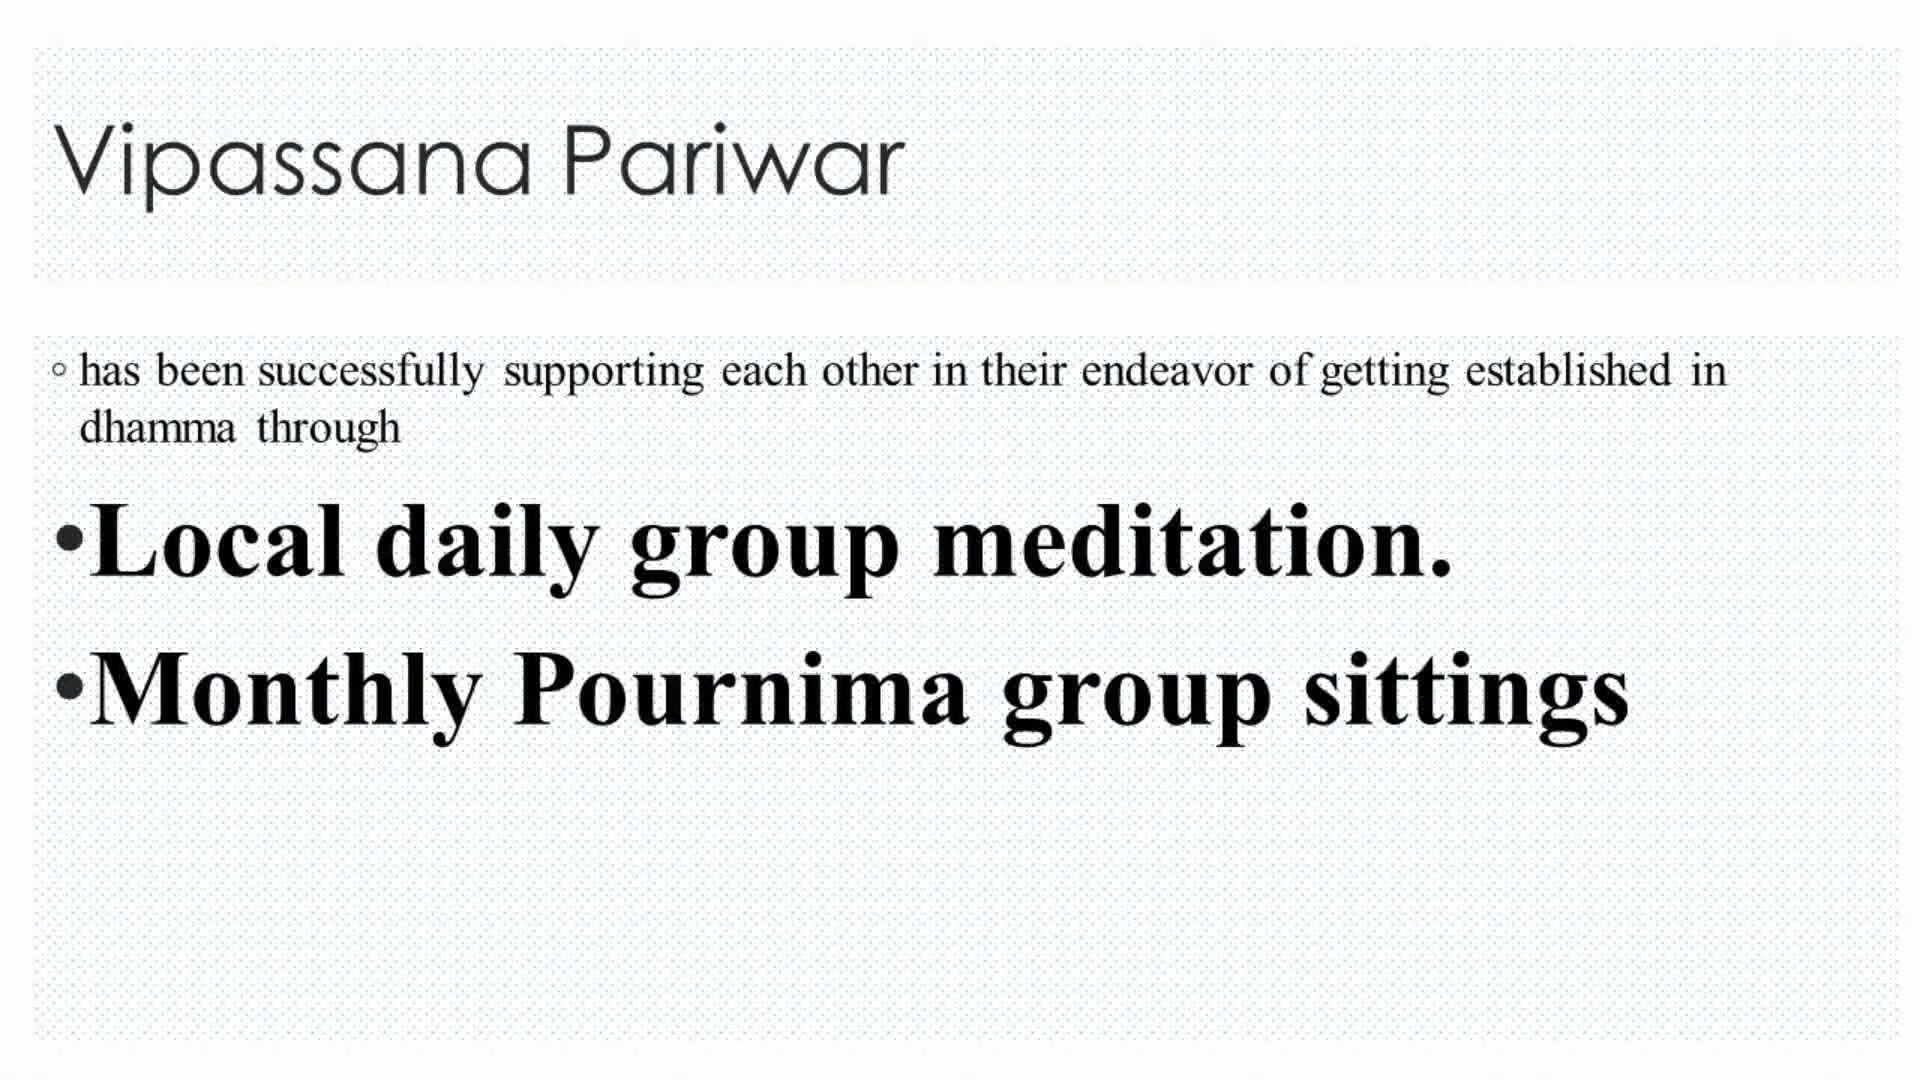 Vipassana Pariwar
◦ has been successfully supporting each other in their endeavor of getting established in
dhamma through
•Local daily group meditation.
•Monthly Pournima group sittings